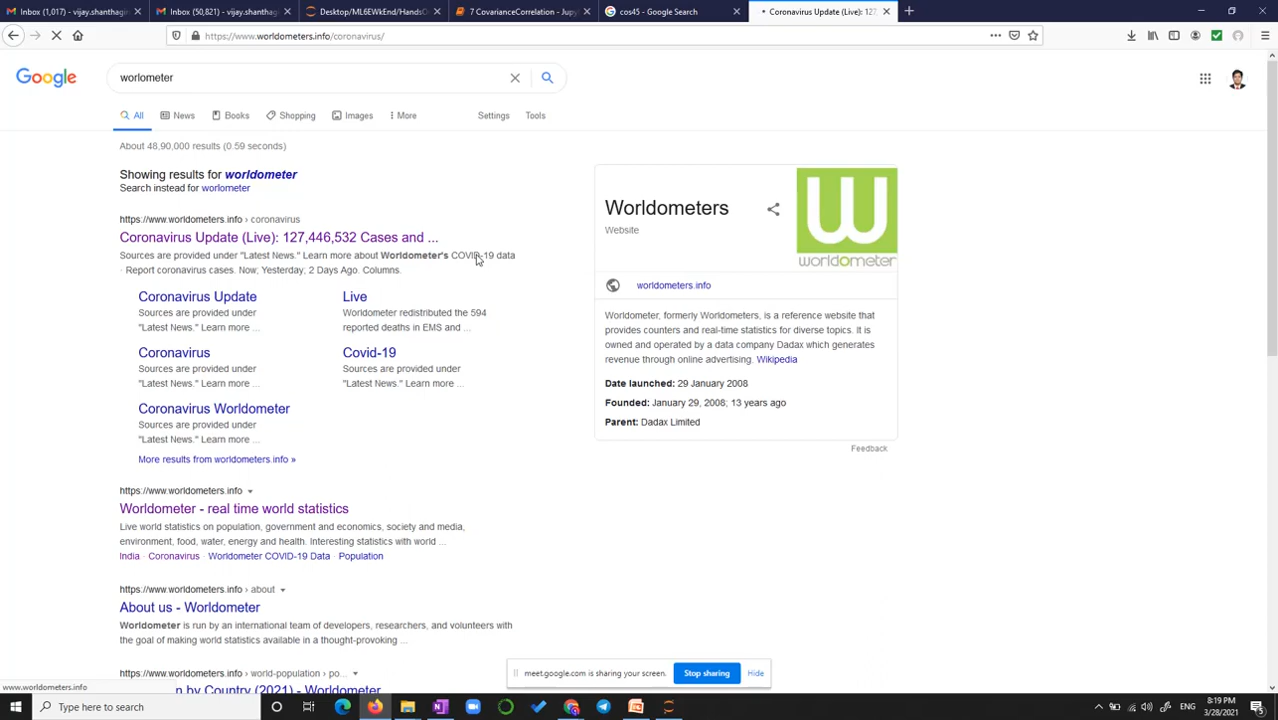 Inbox (1,017) - vijay.shanthagiri
Inbox (50,821) - vijay.shanthagi
Desktop/ML6EWkEnd/HandsO
7 CovarianceCorrelation - Jupyt
cos45 - Google Search
Coronavirus Update (Live): 127,
https://www.worldometers.info/coronavirus/
Google
worlometer
All
News
Books
Shopping
Images
More
Settings
Tools
About 48,90,000 results (0.59 seconds)
Showing results for worldometer
Search instead for worlometer
https://www.worldometers.info › coronavirus
Coronavirus Update (Live): 127,446,532 Cases and ...
Sources are provided under "Latest News." Learn more about Worldometer's COVID-19 data
· Report coronavirus cases. Now; Yesterday; 2 Days Ago. Columns.
Coronavirus Update
Sources are provided under
"Latest News." Learn more ...
Live
Worldometer redistributed the 594
reported deaths in EMS and ...
Coronavirus
Sources are provided under
"Latest News." Learn more ...
Covid-19
Sources are provided under
"Latest News." Learn more ...
Coronavirus Worldometer
Sources are provided under
"Latest News." Learn more ...
More results from worldometers.info »
https://www.worldometers.info
Worldometer - real time world statistics
Live world statistics on population, government and economics, society and media,
environment, food, water, energy and health. Interesting statistics with world ...
India · Coronavirus · Worldometer COVID-19 Data · Population
https://www.worldometers.info › about
About us - Worldometer
Worldometer is run by an international team of developers, researchers, and volunteers with
the goal of making world statistics available in a thought-provoking ...
https://www.worldometers.info › world-population › po...
n by Country (2021) - Worldometer
Worldometers
Website
worldometer
worldometers.info
Worldometer, formerly Worldometers, is a reference website that
provides counters and real-time statistics for diverse topics. It is
owned and operated by a data company Dadax which generates
revenue through online advertising. Wikipedia
Date launched: 29 January 2008
Founded: January 29, 2008; 13 years ago
Parent: Dadax Limited
Feedback
meet.google.com is sharing your screen.
Stop sharing
Hide
www.worldometers.info
Type here to search
8:19 PM
3/28/2021